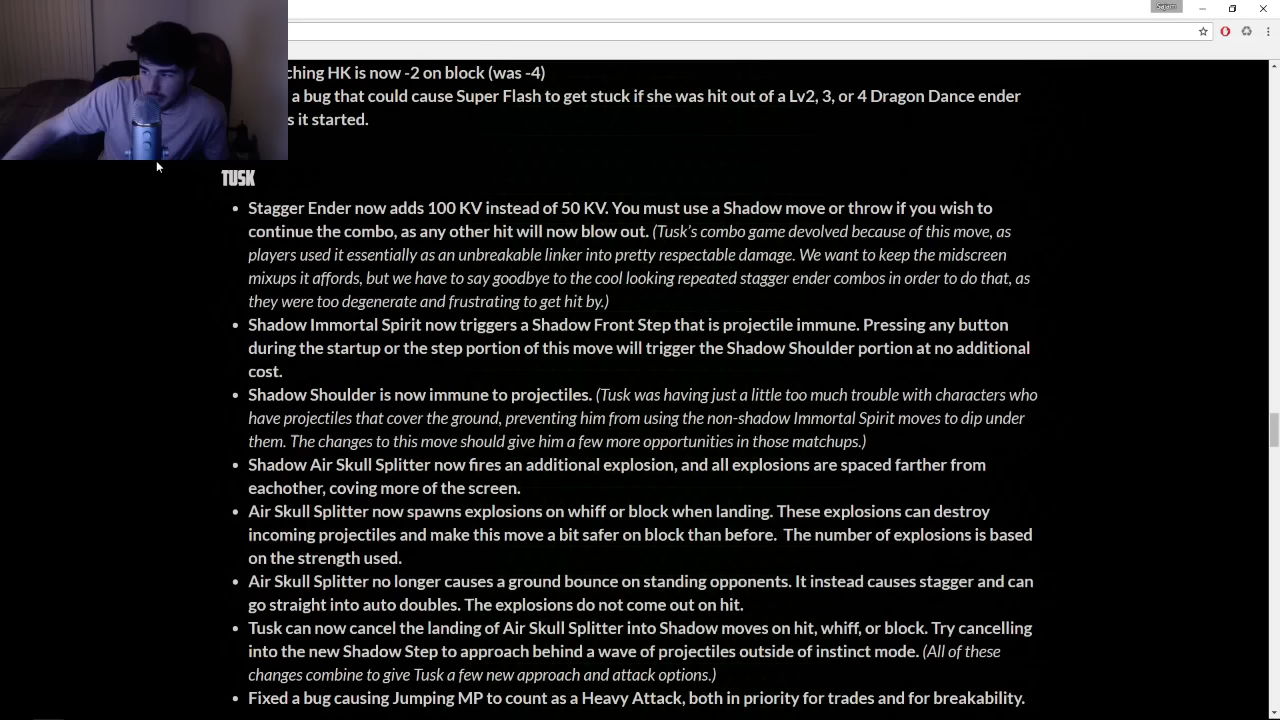 Sajam
ching HK is now -2 on block (was -4)
a bug that could cause Super Flash to get stuck if she was hit out of a Lv2, 3, or 4 Dragon Dance ender
s it started.
TUSK
• Stagger Ender now adds 100 KV instead of 50 KV. You must use a Shadow move or throw if you wish to
continue the combo, as any other hit will now blow out. (Tusk's combo game devolved because of this move, as
players used it essentially as an unbreakable linker into pretty respectable damage. We want to keep the midscreen
mixups it affords, but we have to say goodbye to the cool looking repeated stagger ender combos in order to do that, as
they were too degenerate and frustrating to get hit by.)
• Shadow Immortal Spirit now triggers a Shadow Front Step that is projectile immune. Pressing any button
during the startup or the step portion of this move will trigger the Shadow Shoulder portion at no additional
cost.
• Shadow Shoulder is now immune to projectiles. (Tusk was having just a little too much trouble with characters who
have projectiles that cover the ground, preventing him from using the non-shadow Immortal Spirit moves to dip under
them. The changes to this move should give him a few more opportunities in those matchups.)
• Shadow Air Skull Splitter now fires an additional explosion, and all explosions are spaced farther from
eachother, coving more of the screen.
• Air Skull Splitter now spawns explosions on whiff or block when landing. These explosions can destroy
incoming projectiles and make this move a bit safer on block than before. The number of explosions is based
on the strength used.
• Air Skull Splitter no longer causes a ground bounce on standing opponents. It instead causes stagger and can
go straight into auto doubles. The explosions do not come out on hit.
• Tusk can now cancel the landing of Air Skull Splitter into Shadow moves on hit, whiff, or block. Try cancelling
into the new Shadow Step to approach behind a wave of projectiles outside of instinct mode. (All of these
changes combine to give Tusk a few new approach and attack options.)
• Fixed a bug causing Jumping MP to count as a Heavy Attack, both in priority for trades and for breakability.